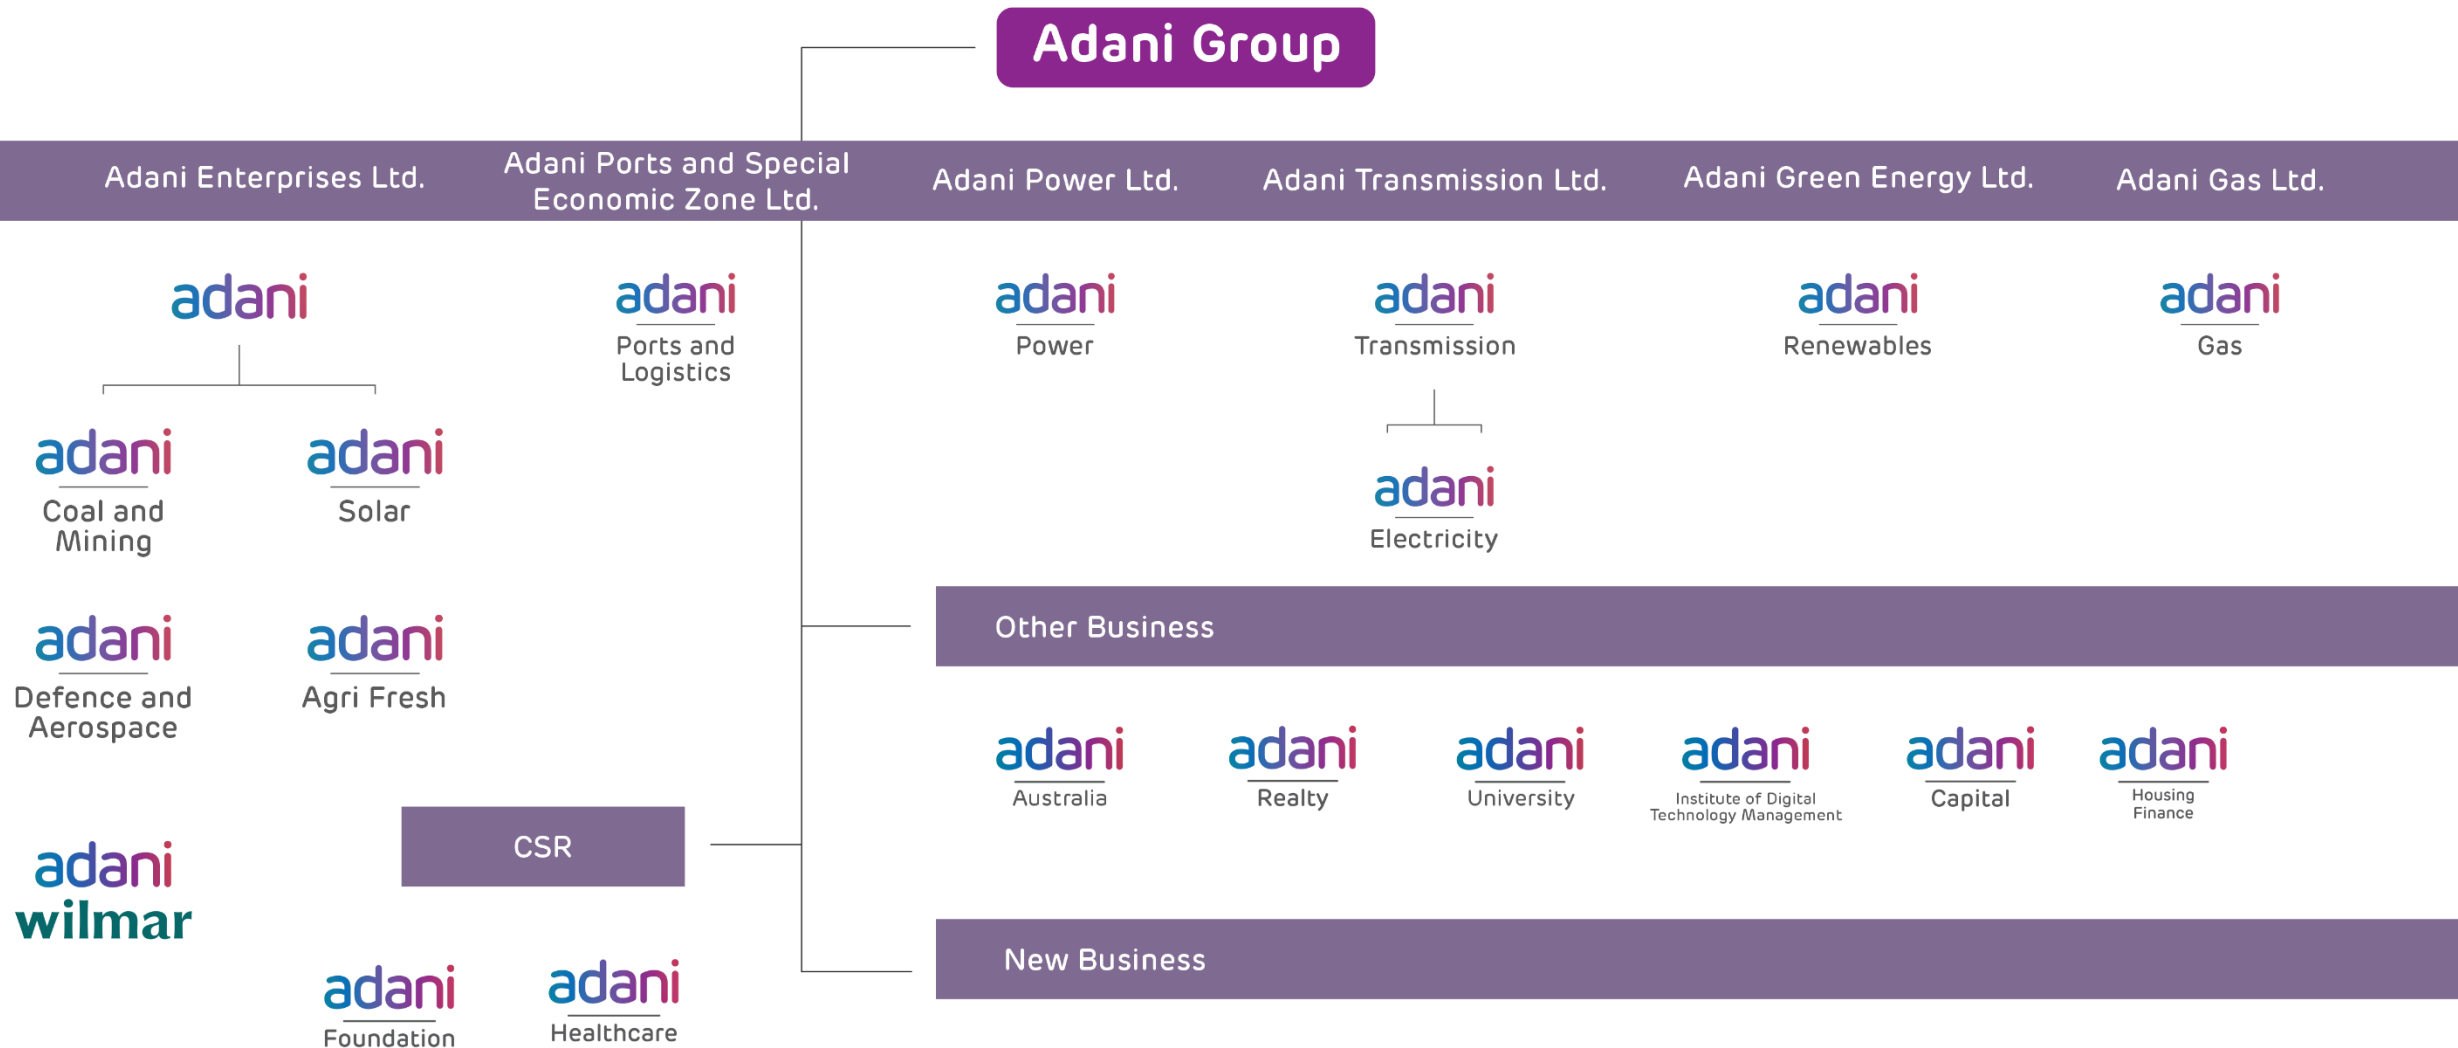 Adani Group
Adani Enterprises Ltd.
Adani Ports and Special
Economic Zone Ltd.
Adani Power Ltd.
Adani Transmission Ltd.
Adani Green Energy Ltd.
Adani Gas Ltd.
adani
adani
Ports and
Logistics
adani
Power
adani
Transmission
adani
Renewables
adani
Gas
adani
Coal and
Mining
adani
Solar
adani
Electricity
adani
Defence and
Aerospace
adani
Agri Fresh
Other Business
adani
Australia
adani
Realty
adani
University
adani
Institute of Digital
Technology Management
adani
Capital
adani
Housing
Finance
adani
wilmar
CSR
adani
Foundation
adani
Healthcare
New Business